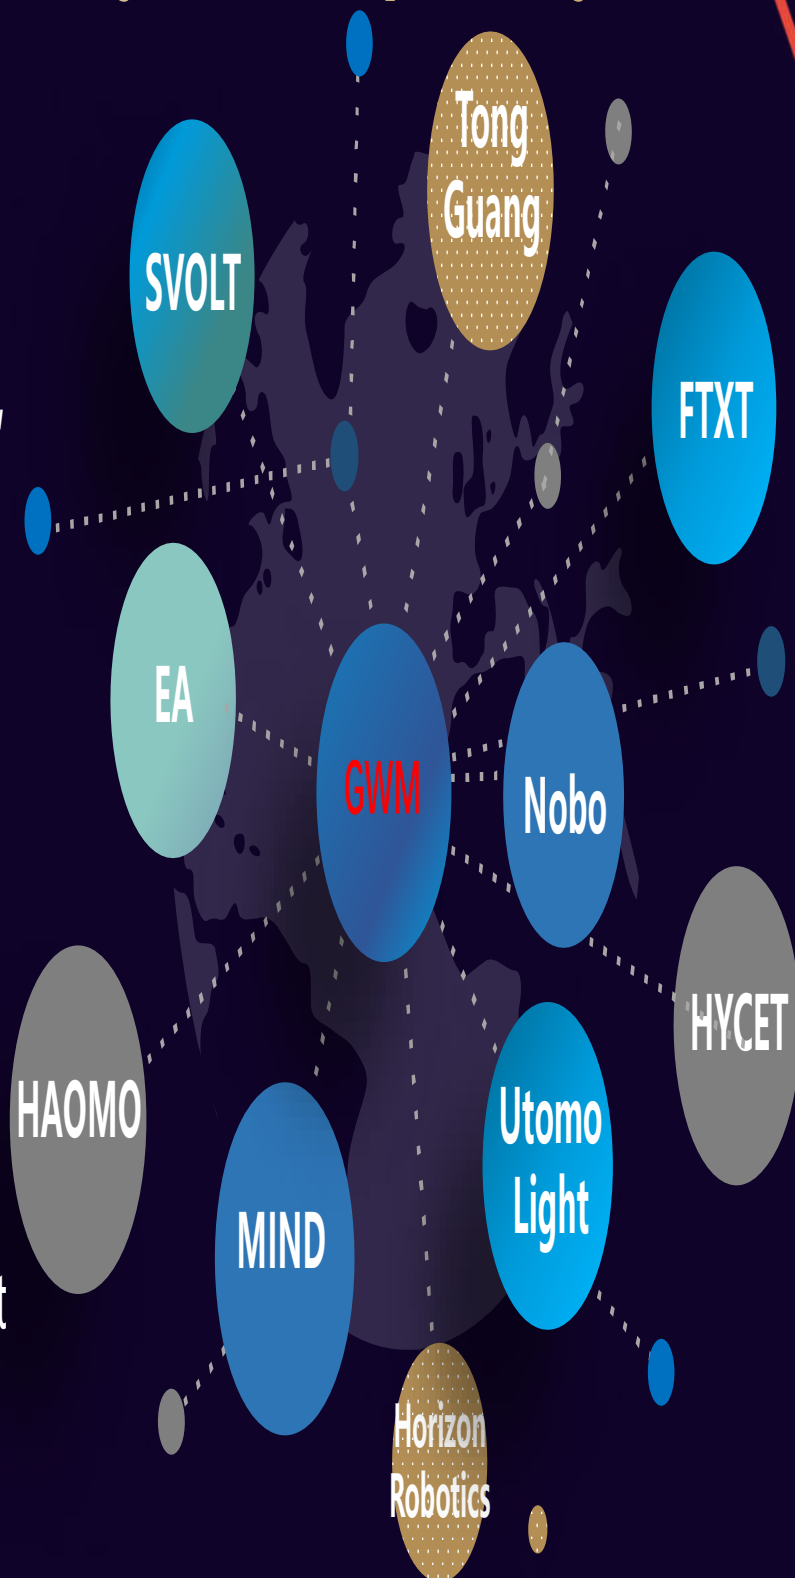 Tong
Guang
SVOLT
FTXT
EA
GWM
Nobo
HYCET
HAOMO
Utomo
Light
MIND
Horizon
Robotics